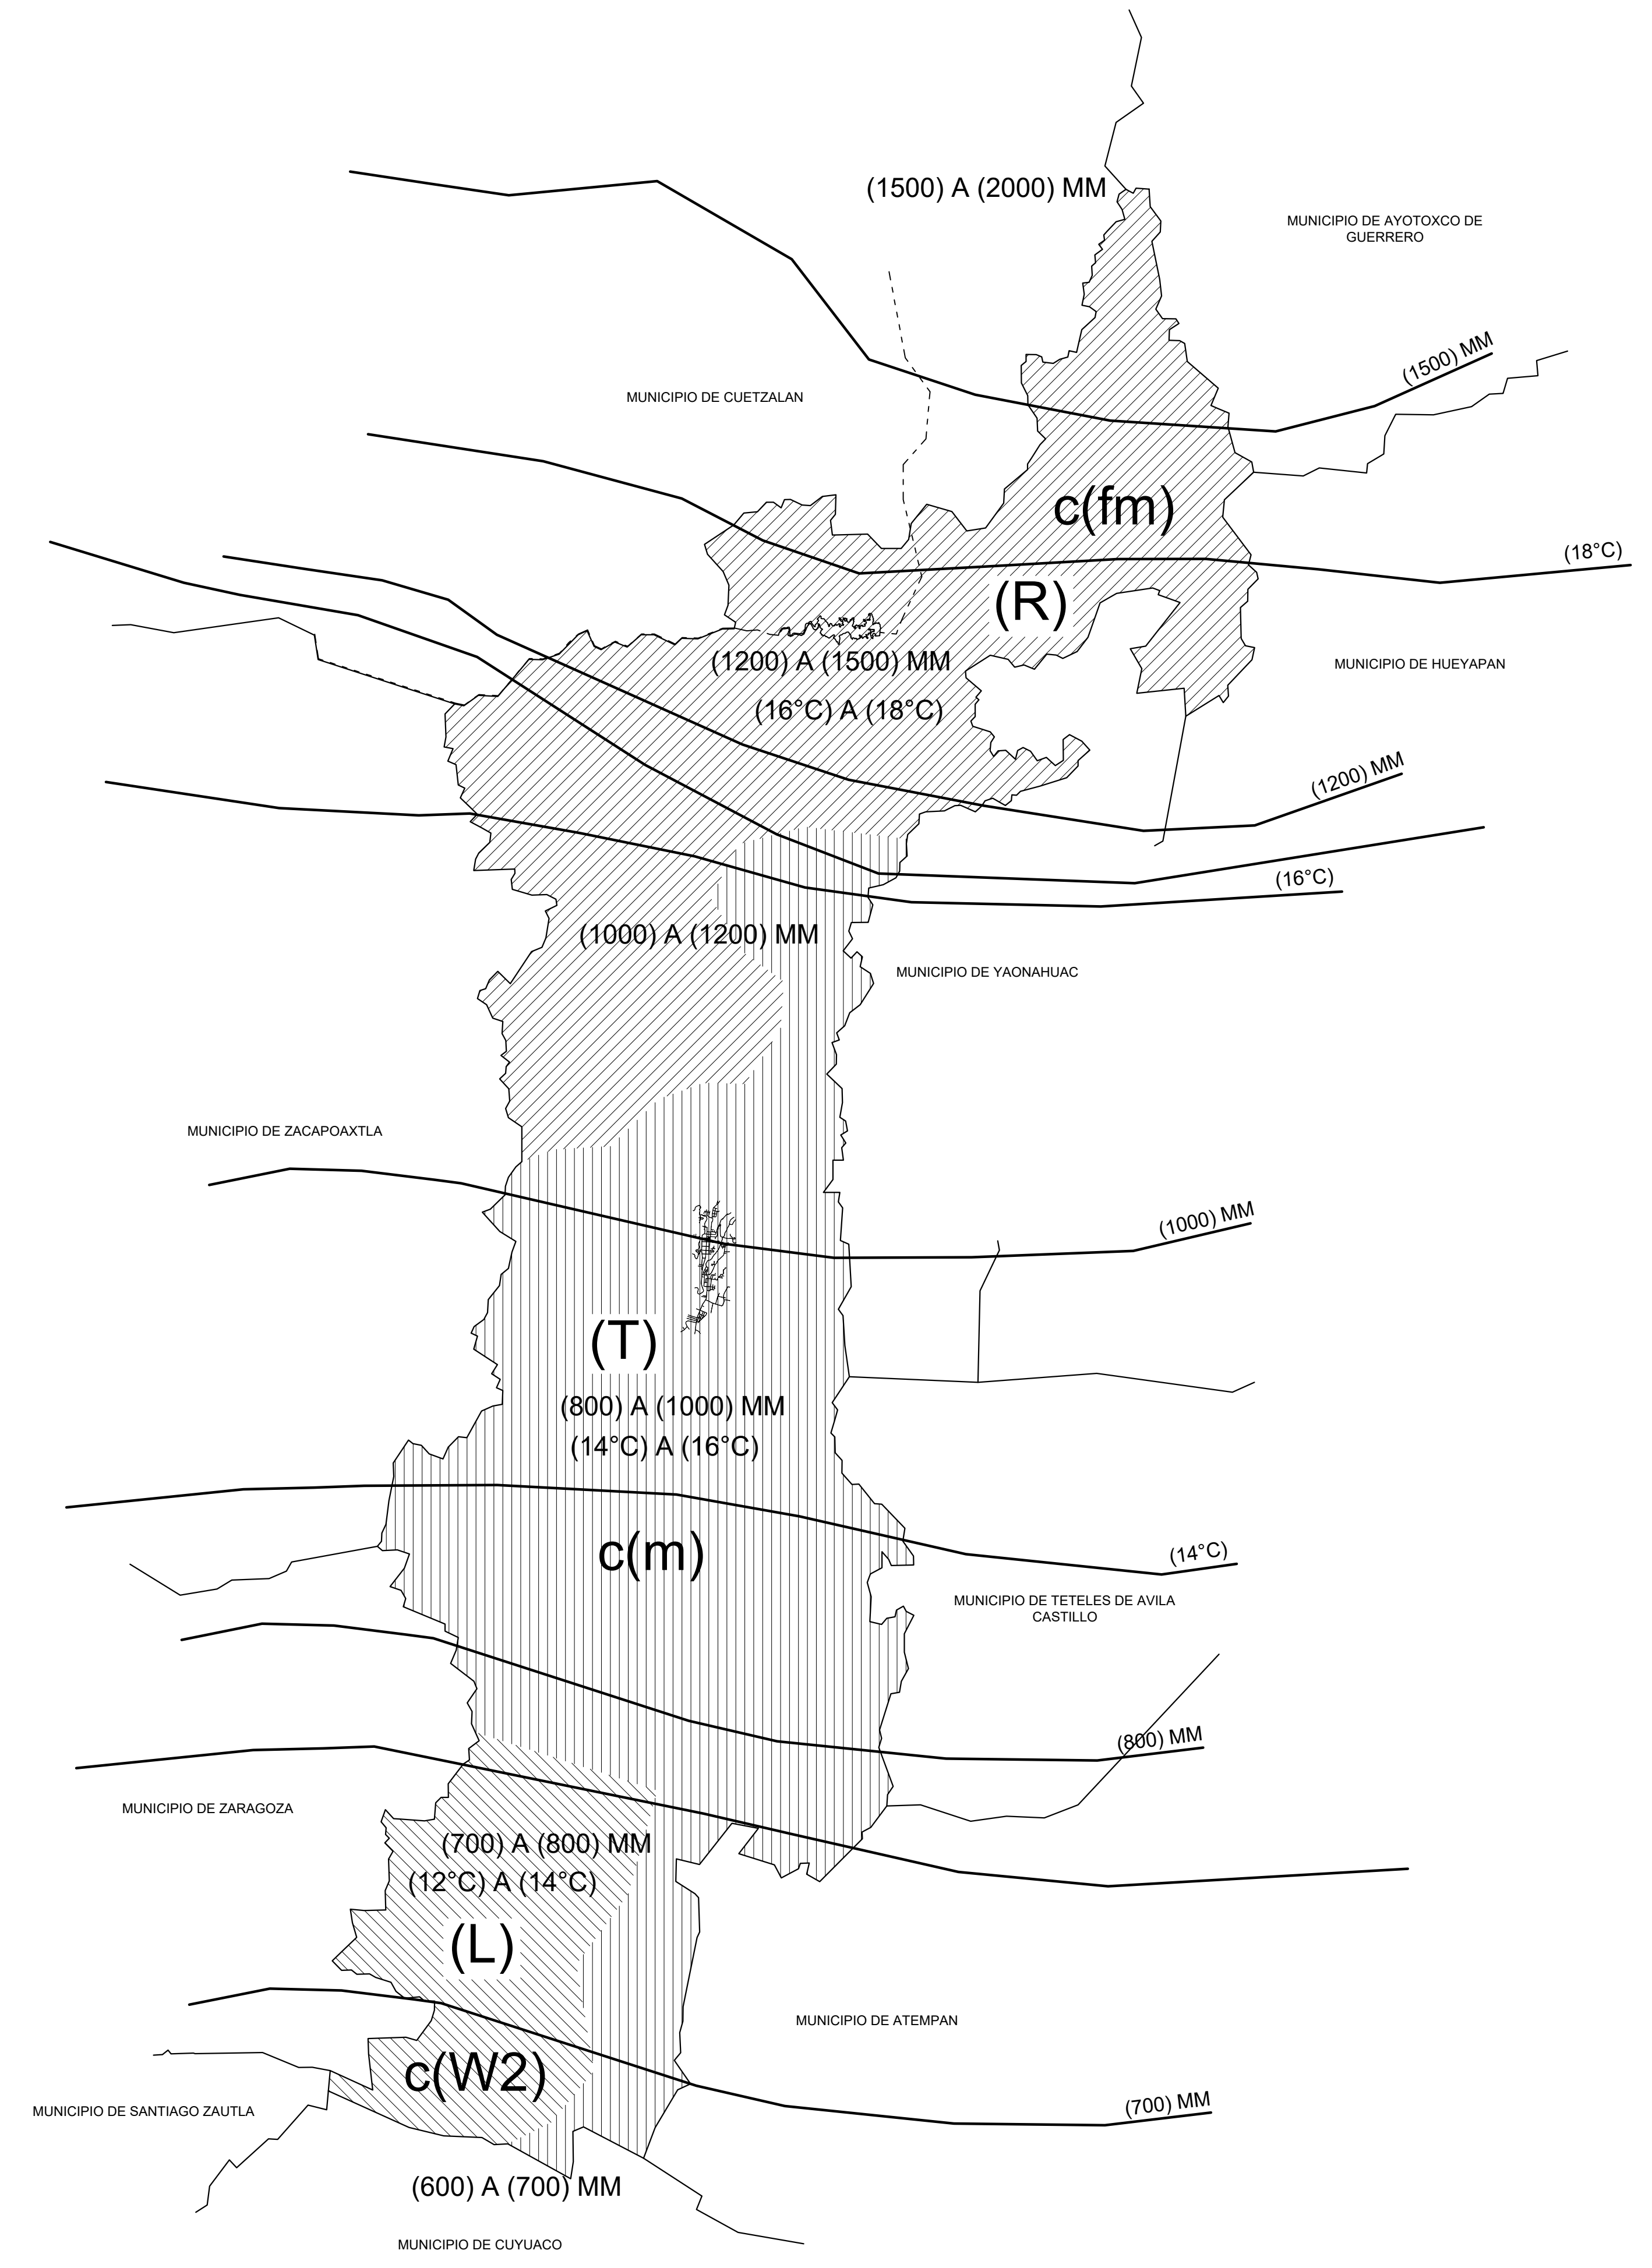 (1500) A (2000) MM
MUNICIPIO DE AYOTOXCO DE
GUERRERO
(1500) MM
MUNICIPIO DE CUETZALAN
c(fm)
(18°C)
(R)
(1200) A (1500) MM
MUNICIPIO DE HUEYAPAN
(16°C) A (18°C)
(1200) MM
(16°C)
(1000) A (1200) MM
MUNICIPIO DE YAONAHUAC
MUNICIPIO DE ZACAPOAXTLA
(1000) MM
(T)
(800) A (1000) MM
(14°C) A (16°C)
c(m)
(14°C)
MUNICIPIO DE TETELES DE AVILA
CASTILLO
(800) MM
MUNICIPIO DE ZARAGOZA
(700) A (800) MM
(12°C) A (14°C)
(L)
MUNICIPIO DE ATEMPAN
c(W2)
(700) MM
MUNICIPIO DE SANTIAGO ZAUTLA
(600) A (700) MM
MUNICIPIO DE CUYUACO